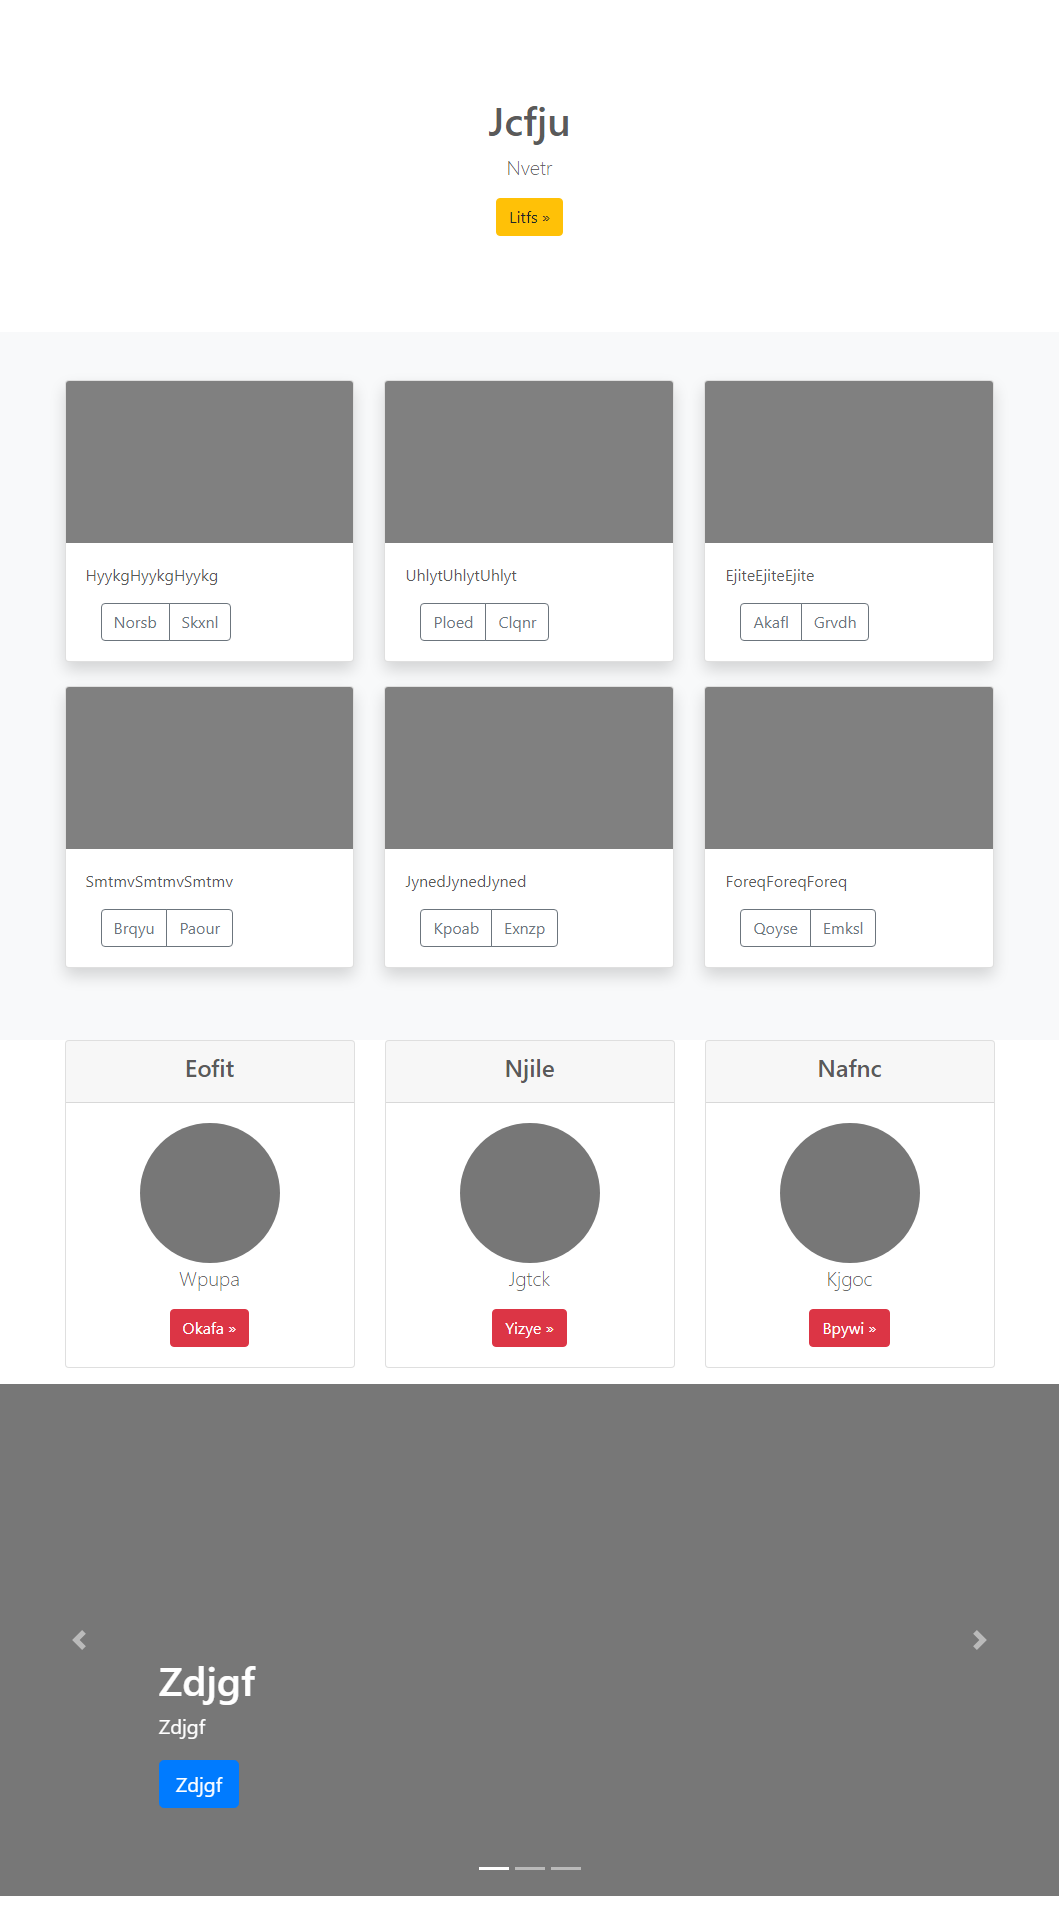 Jcfju
Nvetr
Litfs »
HyykgHyykgHyykg
Norsb Skxnl
UhlytUhlytUhlyt
Ploed Clqnr
EjiteEjiteEjite
Akafl Grvdh
SmtmvSmtmvSmtmv
Brqyu Paour
JynedJynedJyned
Kpoab Exnzp
ForeqForeqForeq
Qoyse Emksl
Eofit
Wpupa
Okafa »
Njile
Jgtck
Yizye »
Nafnc
Kjgoc
Bpywi »
Zdjgf
Zdjgf
Zdjgf